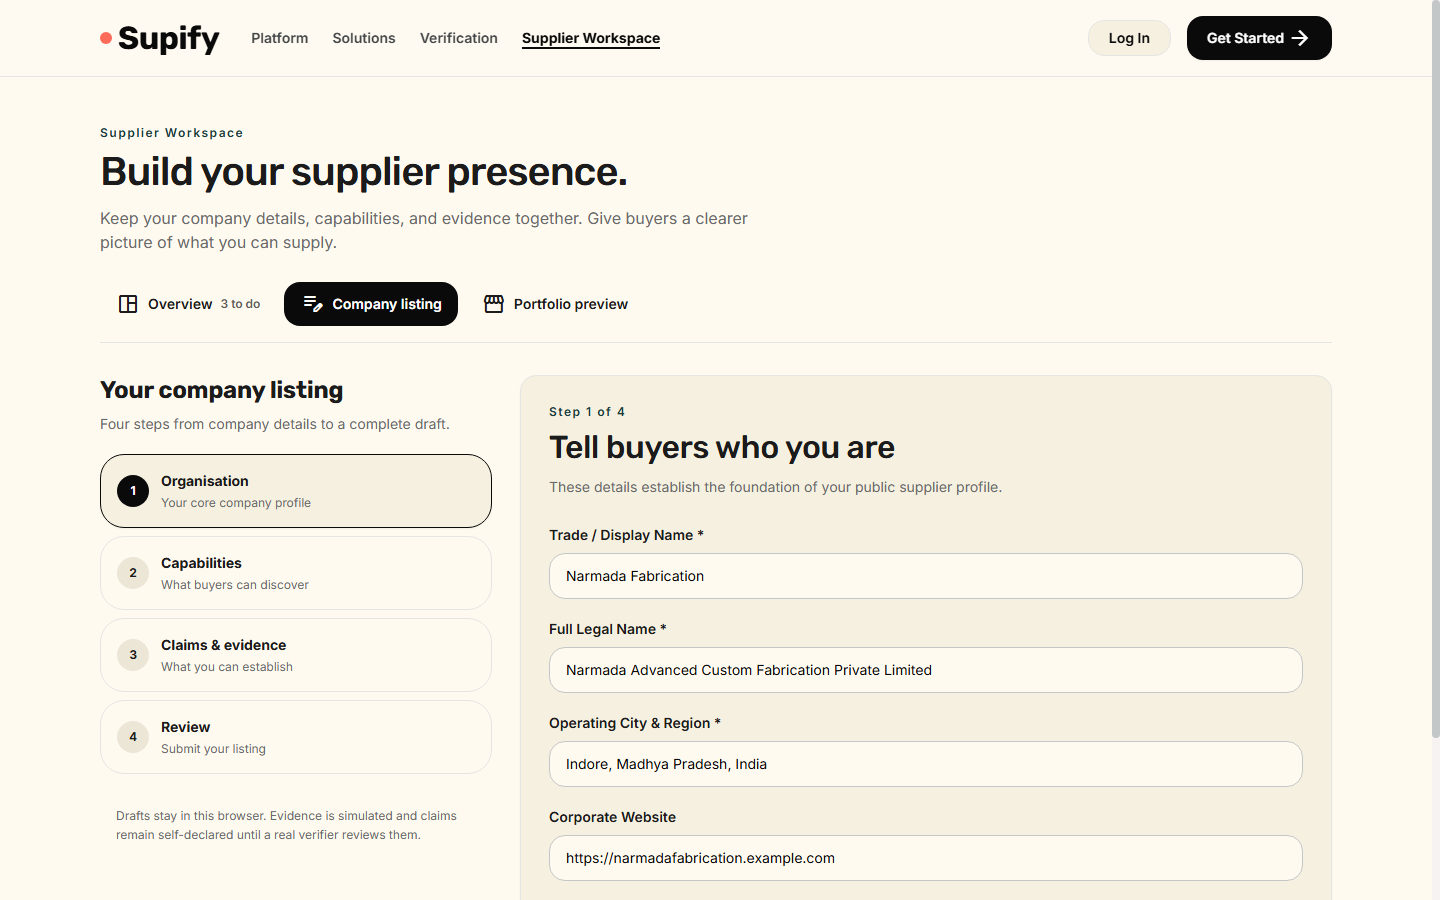 Supify
Platform
Solutions
Verification
Supplier Workspace
Log In
Get Started
Supplier Workspace
Build your supplier presence.
Keep your company details, capabilities, and evidence together. Give buyers a clearer
picture of what you can supply.
Overview 3 to do
Company listing
Portfolio preview
Your company listing
Four steps from company details to a complete draft.
1
Organisation
Your core company profile
2
Capabilities
What buyers can discover
3
Claims & evidence
What you can establish
4
Review
Submit your listing
Drafts stay in this browser. Evidence is simulated and claims
remain self-declared until a real verifier reviews them.
Step 1 of 4
Tell buyers who you are
These details establish the foundation of your public supplier profile.
Trade / Display Name *
Narmada Fabrication
Full Legal Name *
Narmada Advanced Custom Fabrication Private Limited
Operating City & Region *
Indore, Madhya Pradesh, India
Corporate Website
https://narmadafabrication.example.com